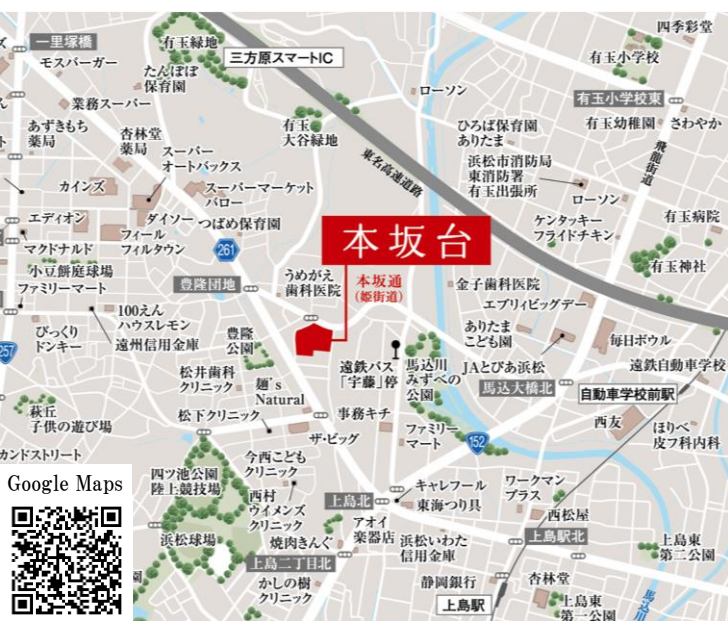 一里塚橋
モスバーガー
有玉緑地
三方原スマートIC
四季彩堂
有玉小学校
たんぽぽ
保育園
業務スーパー
ローソン
有玉小学校東
あずきもち
薬局
杏林堂
薬局
スーパー
オートバックス
有玉
大谷緑地
ひろば保育園
ありたま
有玉幼稚園
さわやか
東名高速道路
浜松市消防局
東消防署
有玉出張所
飛龍街道
カインズ
スーパーマーケット
バロー
ローソン
エディオン
ダイソー
つばめ保育園
フィール
フィルタウン
ケンタッキー
フライドチキン
有玉病院
マクドナルド
261
本坂台
小豆餅庭球場
ファミリーマート
豊隆団地
うめがえ
歯科医院
本坂通
(姫街道)
金子歯科医院
有玉神社
エブリィビッグデー
100えん
ハウスレモン
遠州信用金庫
びっくり
ドンキー
257
豊隆
公園
ありたま
こども園
毎日ボウル
松井歯科
クリニック
遠鉄バス
「宇藤」停
馬込川
みずべの
公園
JAとぴあ浜松
遠鉄自動車学校
馬込大橋北
自動車学校前駅
麺's
Natural
萩丘
子供の遊び場
松下クリニック
事務キチ
ファミリー
マート
西友
ほりべ
皮フ科内科
ザ・ビッグ
152
カンドストリート
今西こども
クリニック
四ツ池公園
陸上競技場
西村
ウイメンズ
クリニック
キャレフール
ワークマン
プラス
上島北
東海つり具
西松屋
Google Maps
浜松球場
焼肉きんぐ
アオイ
楽器店
浜松いわた
信用金庫
上島駅北
上島東
第二公園
上島二丁目北
かしの樹
クリニック
静岡銀行
杏林堂
上島駅
上島東
第一公園
馬込川
園